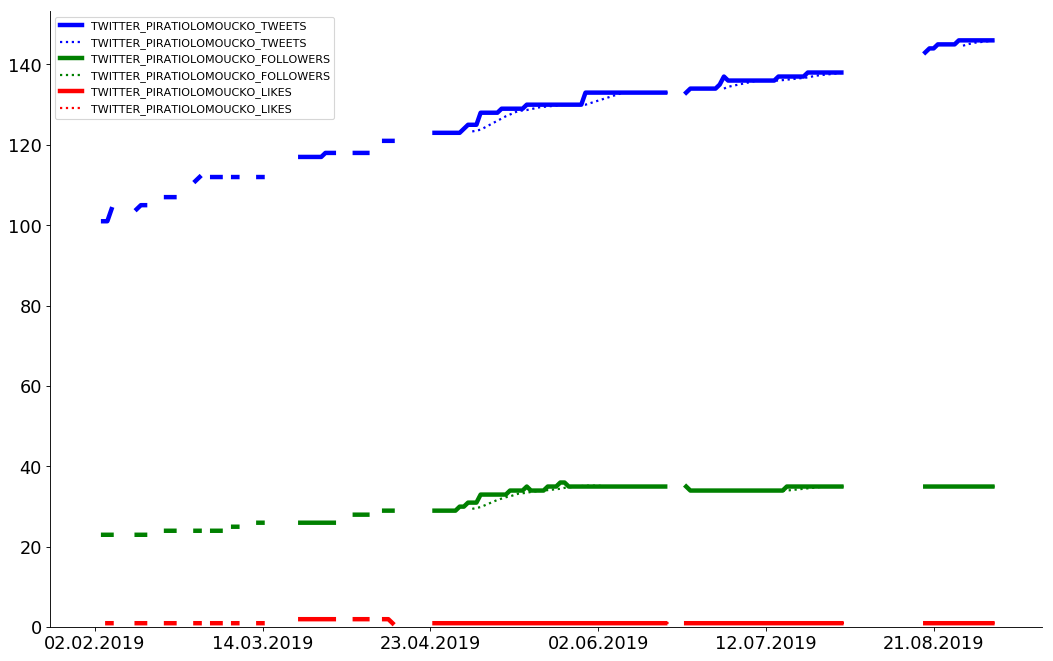 TWITTER_PIRATIOLOMOUCKO_TWEETS
TWITTER_PIRATIOLOMOUCKO_TWEETS
TWITTER_PIRATIOLOMOUCKO_FOLLOWERS
TWITTER_PIRATIOLOMOUCKO_FOLLOWERS
TWITTER_PIRATIOLOMOUCKO_LIKES
TWITTER_PIRATIOLOMOUCKO_LIKES
140
120
100
80
60
40
20
0
02.02.2019 14.03.2019 23.04.2019 02.06.2019 12.07.2019 21.08.2019